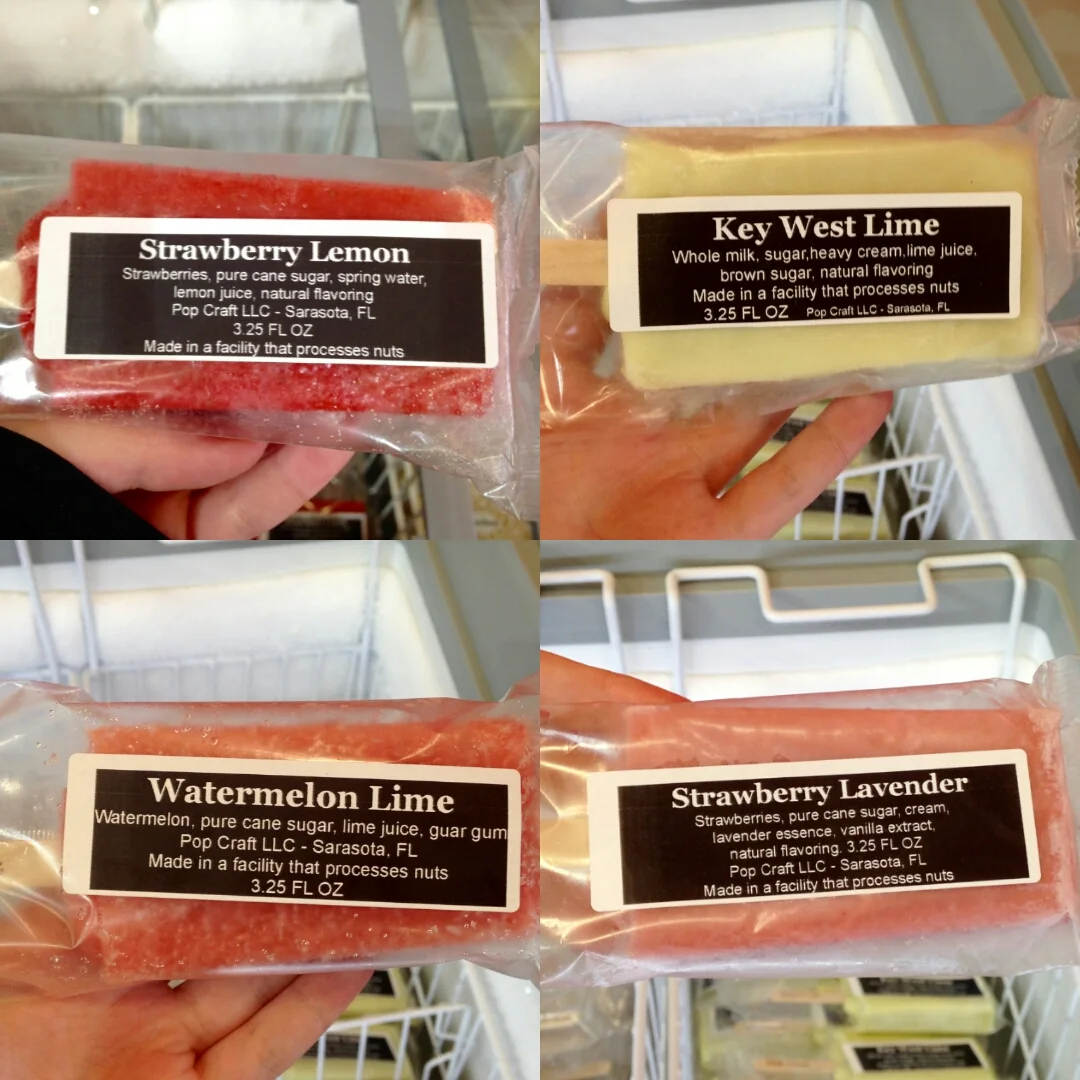 Strawberry Lemon
Strawberries, pure cane sugar, spring water,
lemon juice, natural flavoring
Pop Craft LLC - Sarasota, FL
3.25 FL OZ
Made in a facility that processes nuts
Key West Lime
Whole milk, sugar,heavy cream,lime juice,
brown sugar, natural flavoring
Made in a facility that processes nuts
3.25 FL OZ Pop Craft LLC - Sarasota, FL
Watermelon Lime
Watermelon, pure cane sugar, lime juice, guar gum
Pop Craft LLC - Sarasota, FL
Made in a facility that processes nuts
3.25 FL OZ
Strawberry Lavender
Strawberries, pure cane sugar, cream,
lavender essence, vanilla extract,
natural flavoring. 3.25 FL OZ
Pop Craft LLC - Sarasota, FL
Made in a facility that processes nuts